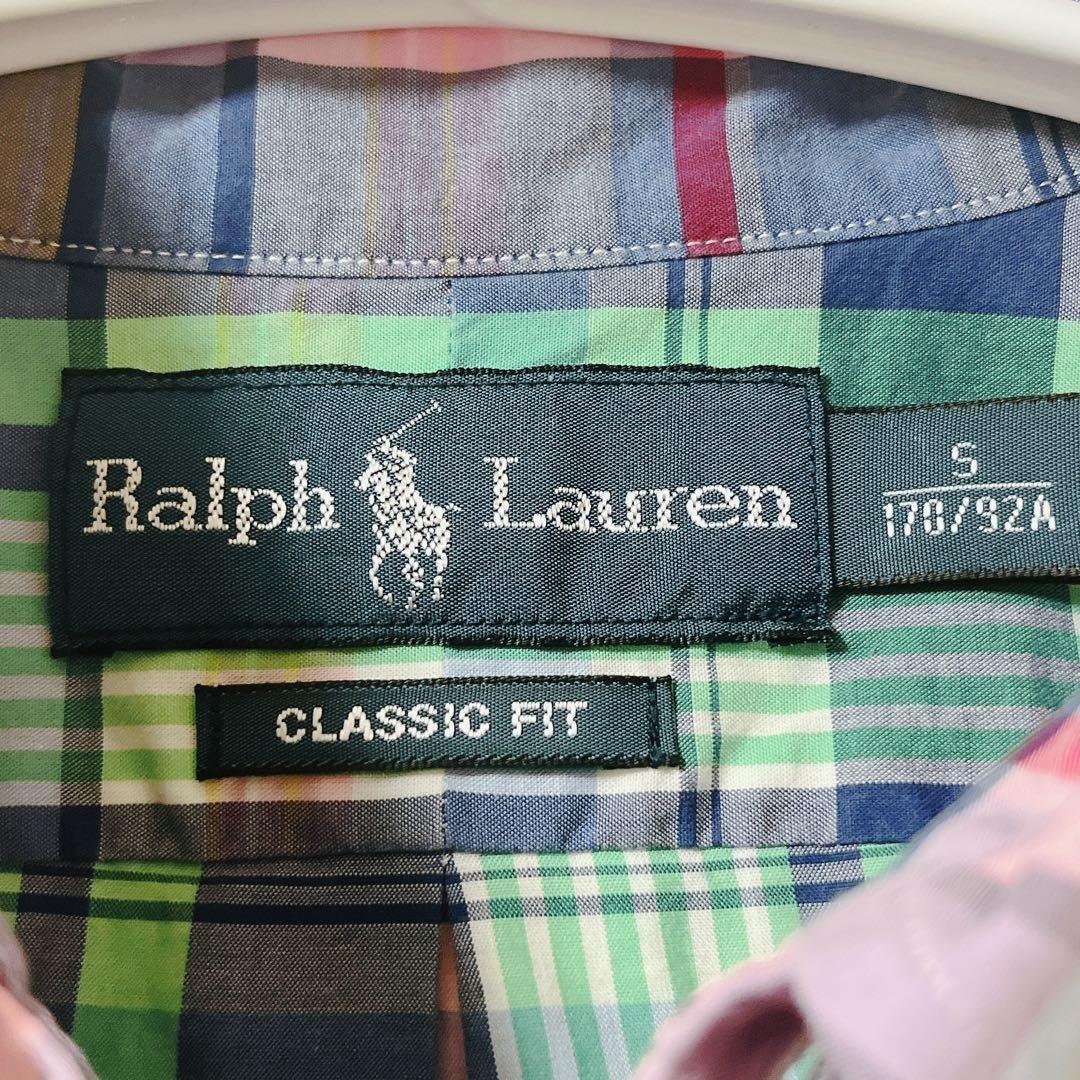 Ralph Lauren
S
170/92A
CLASSIC FIT